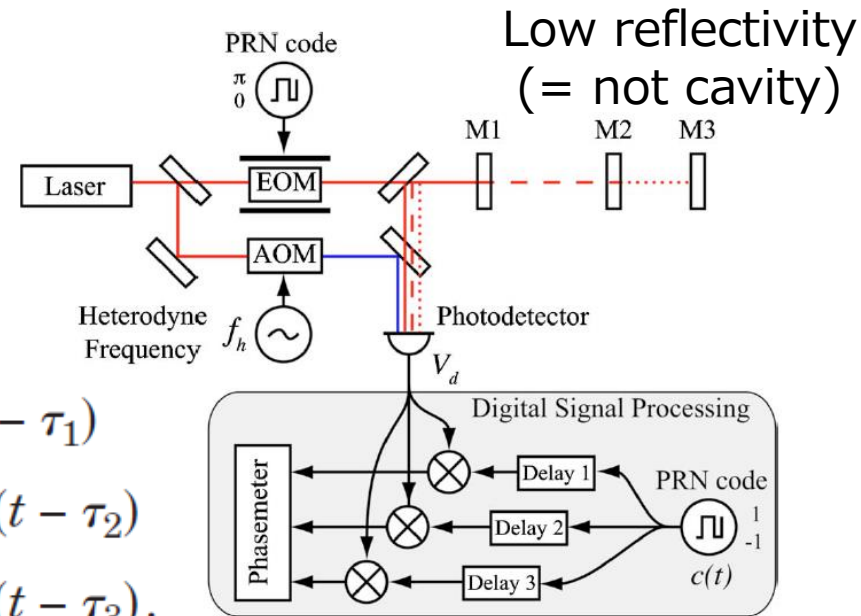 Low reflectivity
(= not cavity)
PRN code
π
0
M1
M2
M3
Laser
EOM
AOM
Heterodyne
Frequency
f_h
Photodetector
V_d
Digital Signal Processing
− τ₁)
(t − τ₂)
(t − τ₃).
Phasemeter
Delay 1
Delay 2
Delay 3
PRN code
1
-1
c(t)